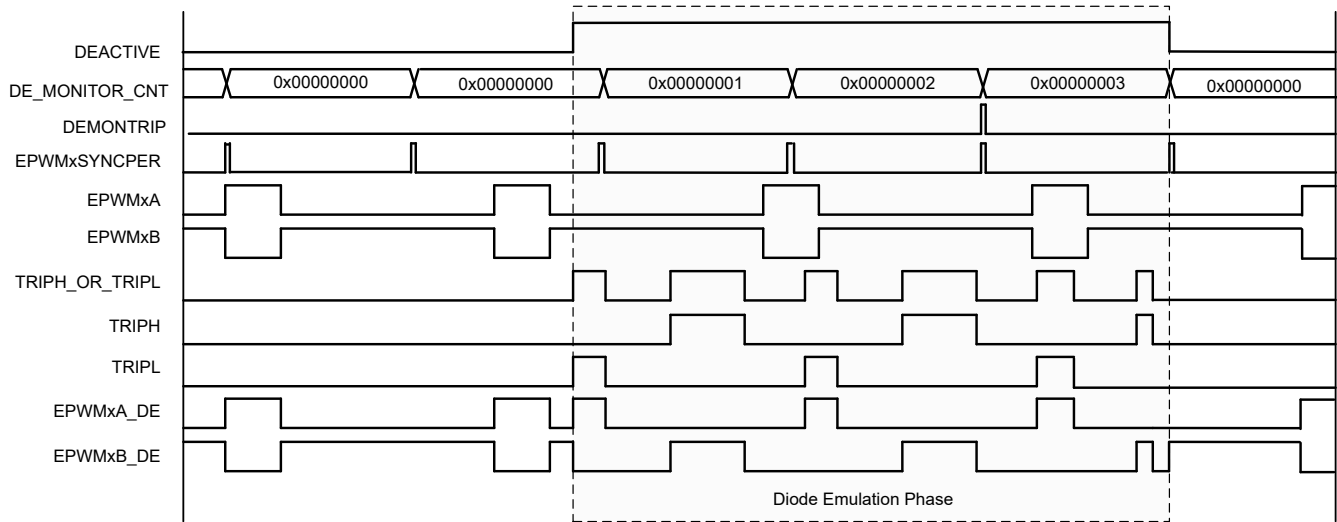 DEACTIVE
DE_MONITOR_CNT 0x00000000 0x00000000 0x00000001 0x00000002 0x00000003 0x00000000
DEMONTRIP
EPWMxSYNCPER
EPWMxA
EPWMxB
TRIPH_OR_TRIPL
TRIPH
TRIPL
EPWMxA_DE
EPWMxB_DE
Diode Emulation Phase